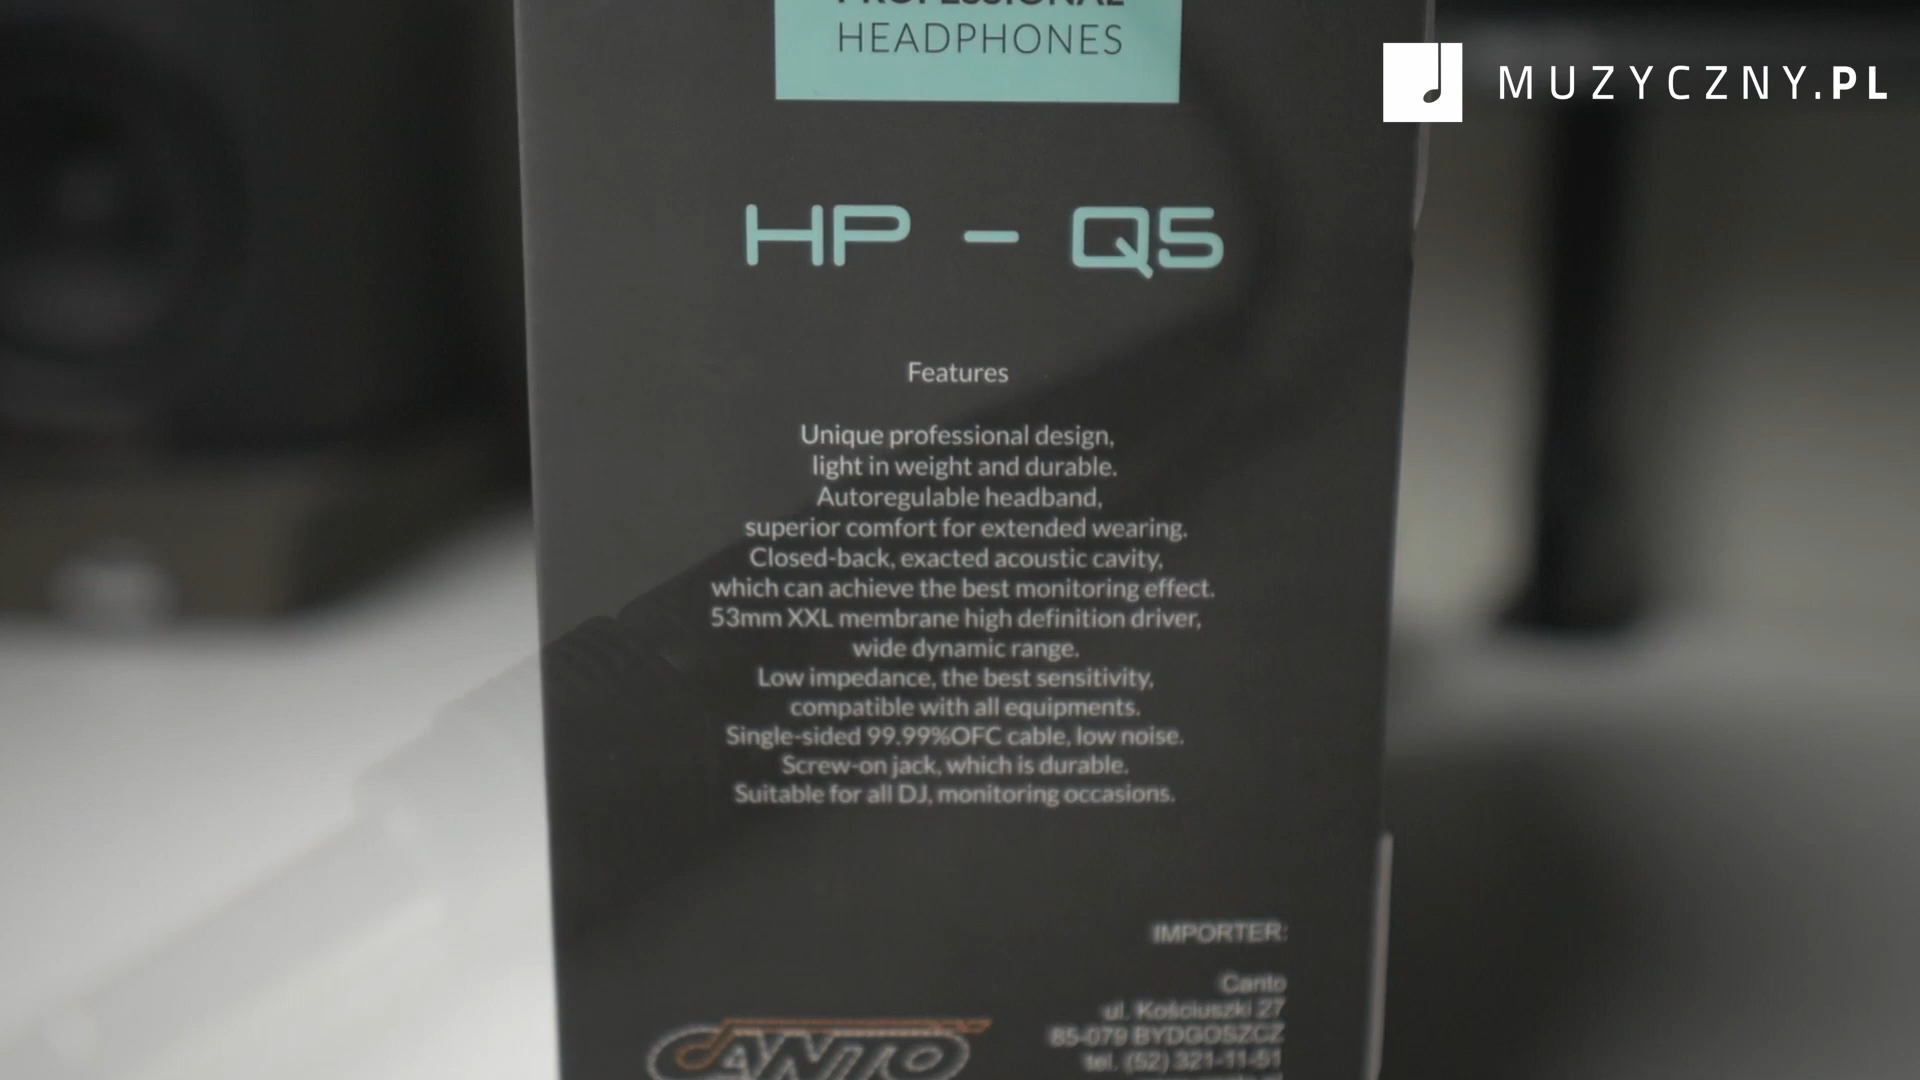 PROFESSIONAL
HEADPHONES
MUZYCZNY.PL
HP - Q5
Features
Unique professional design,
light in weight and durable.
Autoregulable headband,
superior comfort for extended wearing.
Closed-back, exacted acoustic cavity,
which can achieve the best monitoring effect.
53mm XXL membrane high definition driver,
wide dynamic range.
Low impedance, the best sensitivity,
compatible with all equipments.
Single-sided 99.99%OFC cable, low noise.
Screw-on jack, which is durable.
Suitable for all DJ, monitoring occasions.
IMPORTER:
Canto
ul. Kościuszki 27
85-079 BYDGOSZCZ
tel. (52) 321-11-51
CANTO